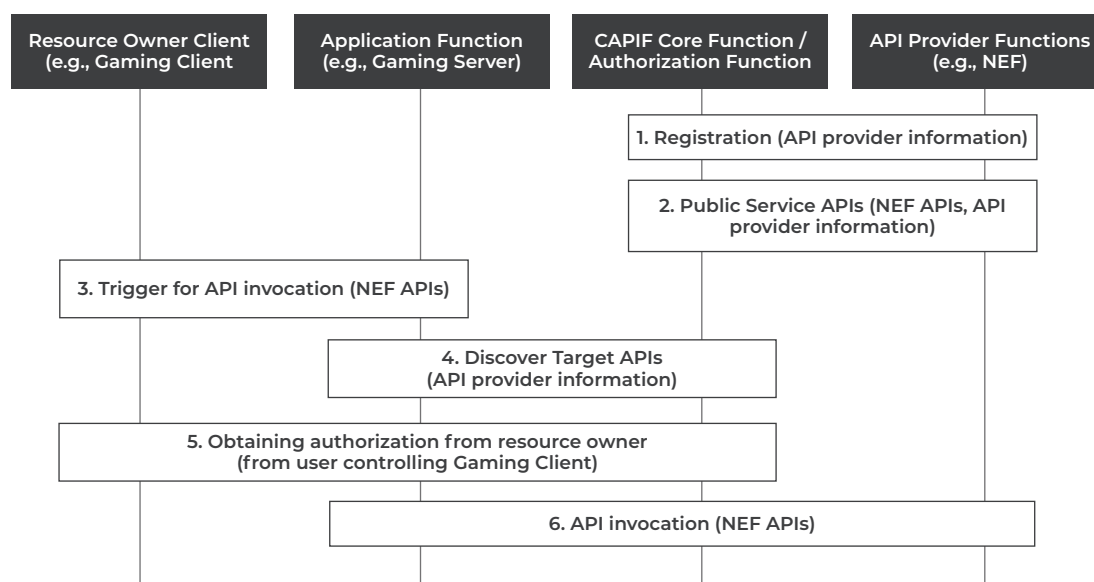 Resource Owner Client
(e.g., Gaming Client
Application Function
(e.g., Gaming Server)
CAPIF Core Function /
Authorization Function
API Provider Functions
(e.g., NEF)
1. Registration (API provider information)
2. Public Service APIs (NEF APIs, API
provider information)
3. Trigger for API invocation (NEF APIs)
4. Discover Target APIs
(API provider information)
5. Obtaining authorization from resource owner
(from user controlling Gaming Client)
6. API invocation (NEF APIs)